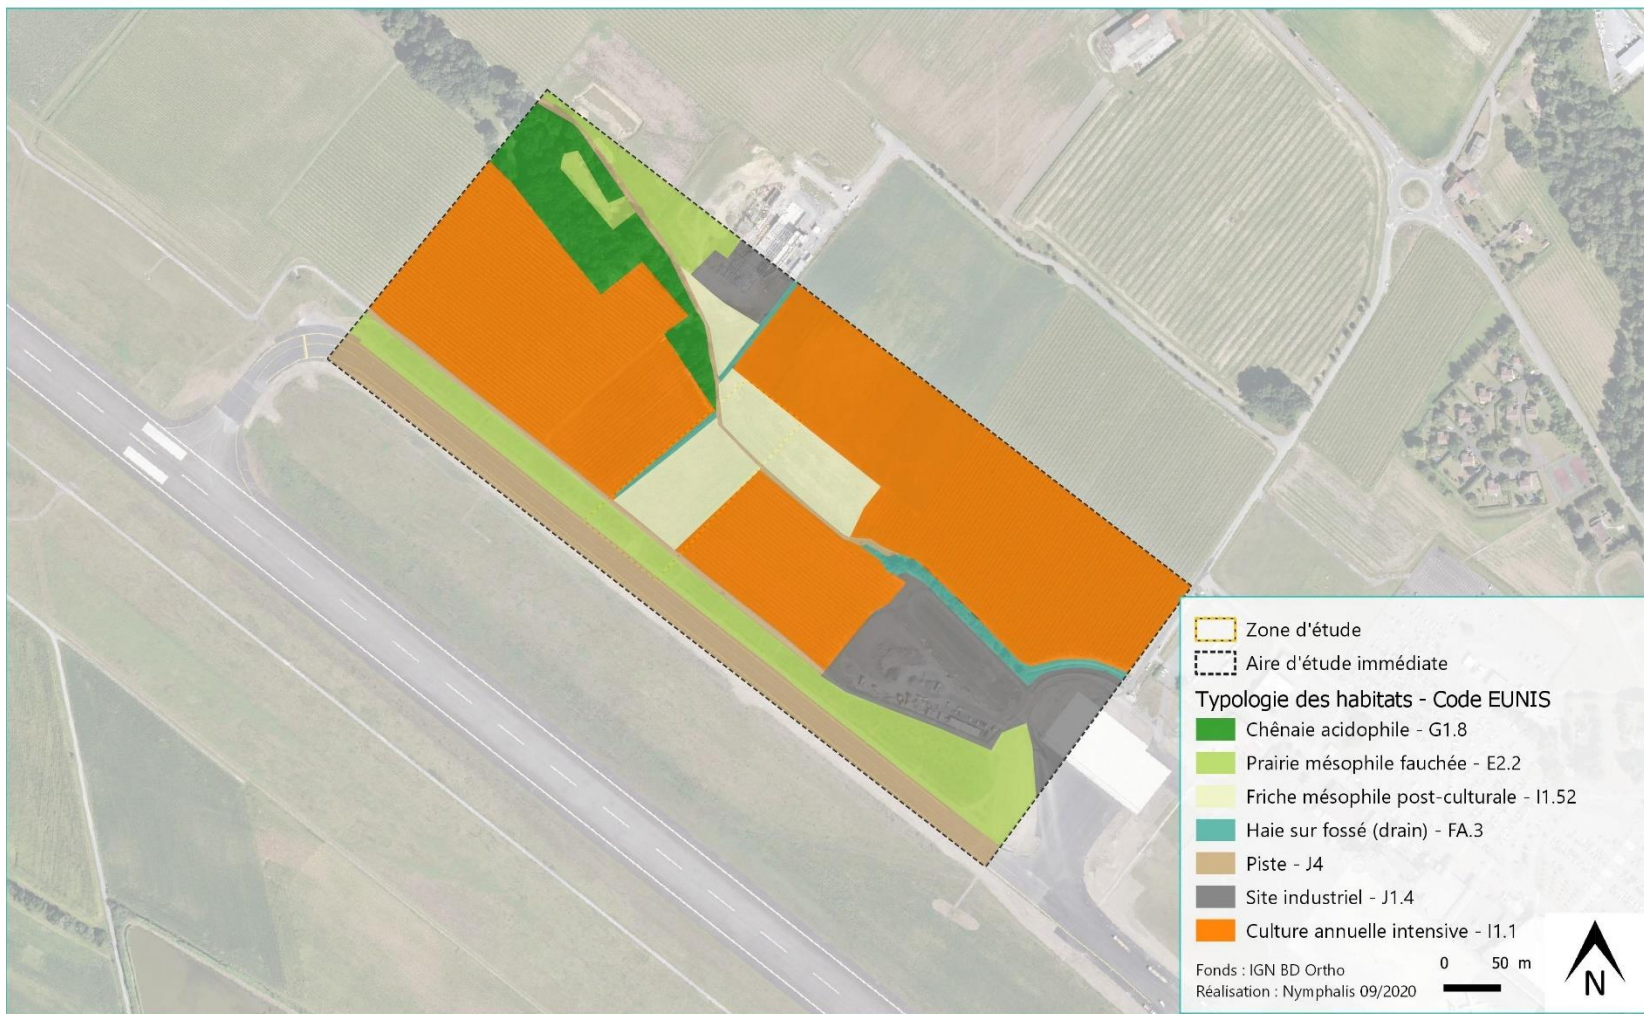 Zone d'étude
Aire d'étude immédiate
Typologie des habitats - Code EUNIS
Chênaie acidophile - G1.8
Prairie mésophile fauchée - E2.2
Friche mésophile post-culturale - I1.52
Haie sur fossé (drain) - FA.3
Piste - J4
Site industriel - J1.4
Culture annuelle intensive - I1.1
Fonds : IGN BD Ortho
Réalisation : Nymphalis 09/2020
0 50 m
N